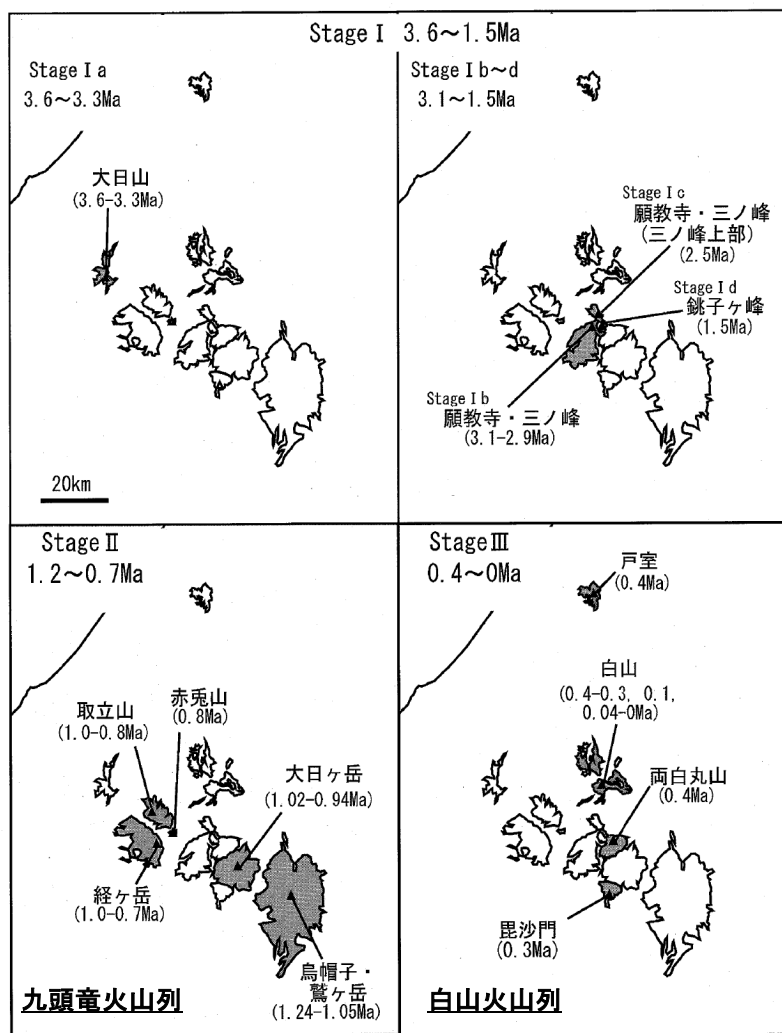 Stage Ⅰ 3.6～1.5Ma
Stage Ⅰ a
3.6～3.3Ma
大日山
(3.6-3.3Ma)
20km
Stage Ⅰ b～d
3.1～1.5Ma
Stage Ⅰ c
願教寺・三ノ峰
(三ノ峰上部)
(2.5Ma)
Stage Ⅰ d
銚子ヶ峰
(1.5Ma)
Stage Ⅰ b
願教寺・三ノ峰
(3.1-2.9Ma)
Stage Ⅱ
1.2～0.7Ma
取立山
(1.0-0.8Ma)
赤兎山
(0.8Ma)
大日ヶ岳
(1.02-0.94Ma)
経ヶ岳
(1.0-0.7Ma)
烏帽子・
鷲ヶ岳
(1.24-1.05Ma)
九頭竜火山列
Stage Ⅲ
0.4～0Ma
戸室
(0.4Ma)
白山
(0.4-0.3, 0.1,
0.04-0Ma)
両白丸山
(0.4Ma)
毘沙門
(0.3Ma)
白山火山列